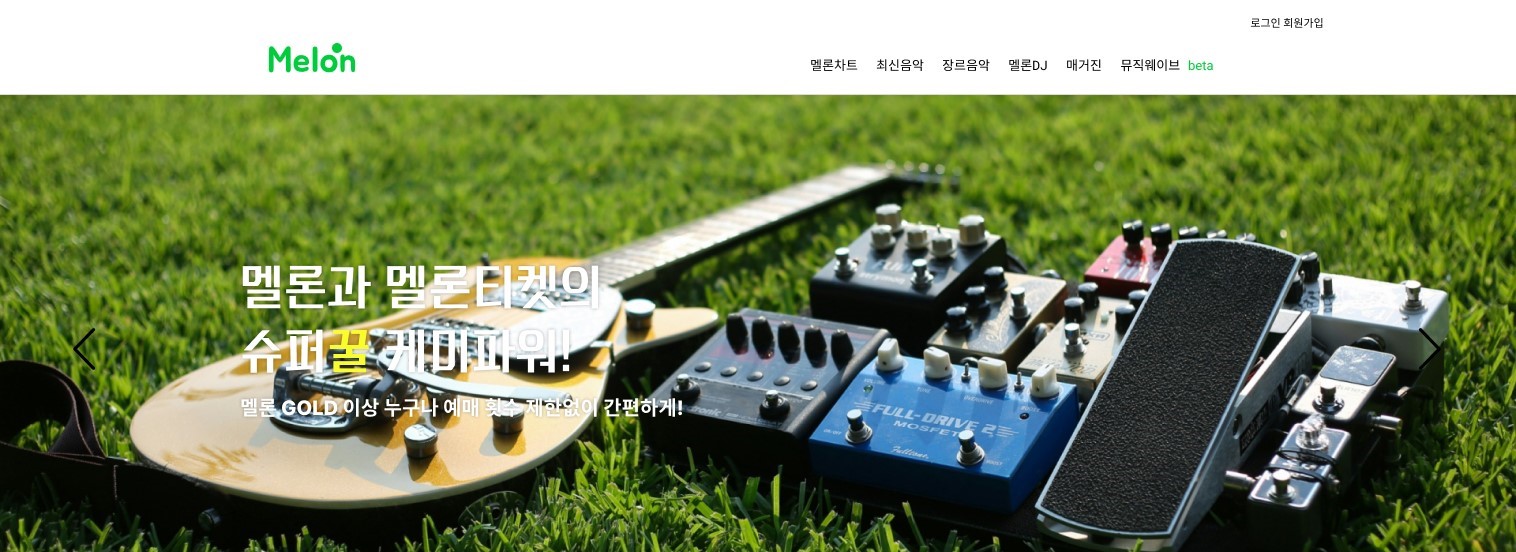 로그인 회원가입
Melon
멜론차트 최신음악 장르음악 멜론DJ 매거진 뮤직웨이브 beta
멜론과 멜론티켓의
슈퍼꿀 케미파워!
멜론 GOLD 이상 누구나 예매 횟수 제한없이 간편하게!
FULL-DRIVE 2
MOSFET
Fulltone